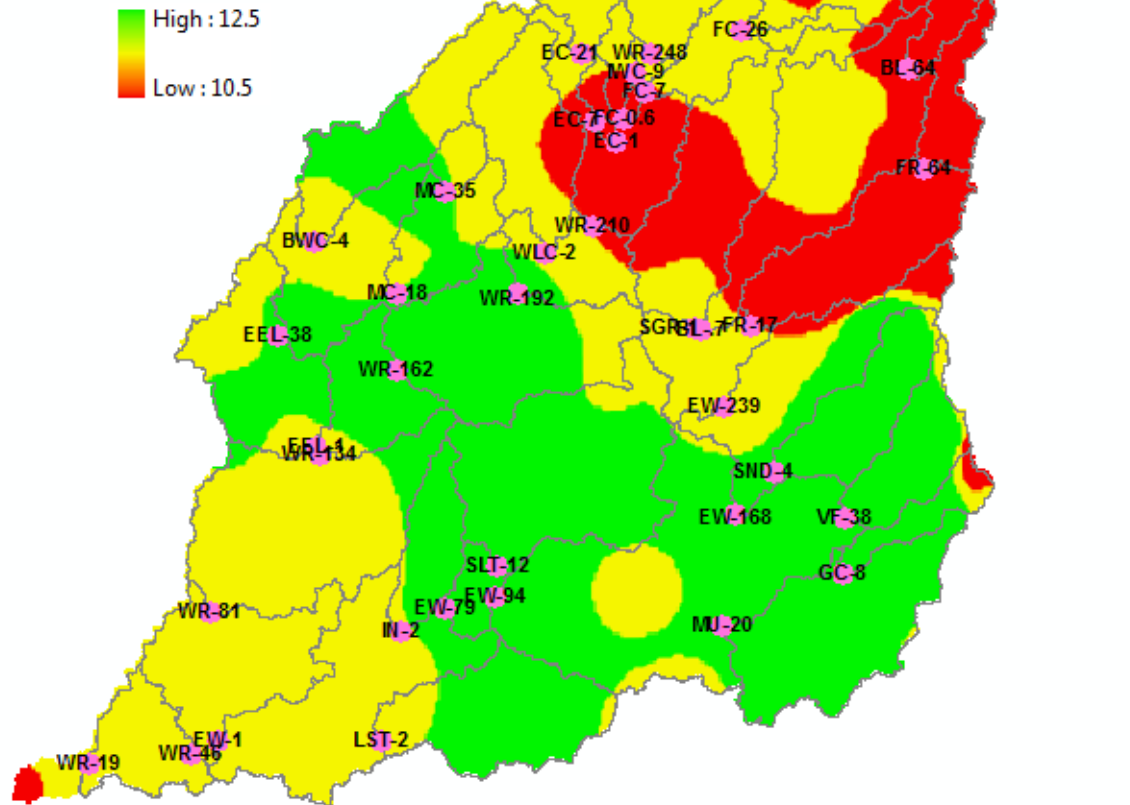 High : 12.5
Low : 10.5
FC-26
EC-21
WR-248
BL-64
FC-7
EC-7
FC-0.6
EC-1
FR-64
MC-35
WR-210
BWC-4
WLC-2
MC-18
WR-192
EEL-38
FR-17
WR-162
EW-239
EEL-1
WR-134
SND-4
EW-168
VF-38
SLT-12
GC-8
EW-94
EW-79
WR-81
MU-20
IN-2
EW-1
LST-2
WR-46
WR-19